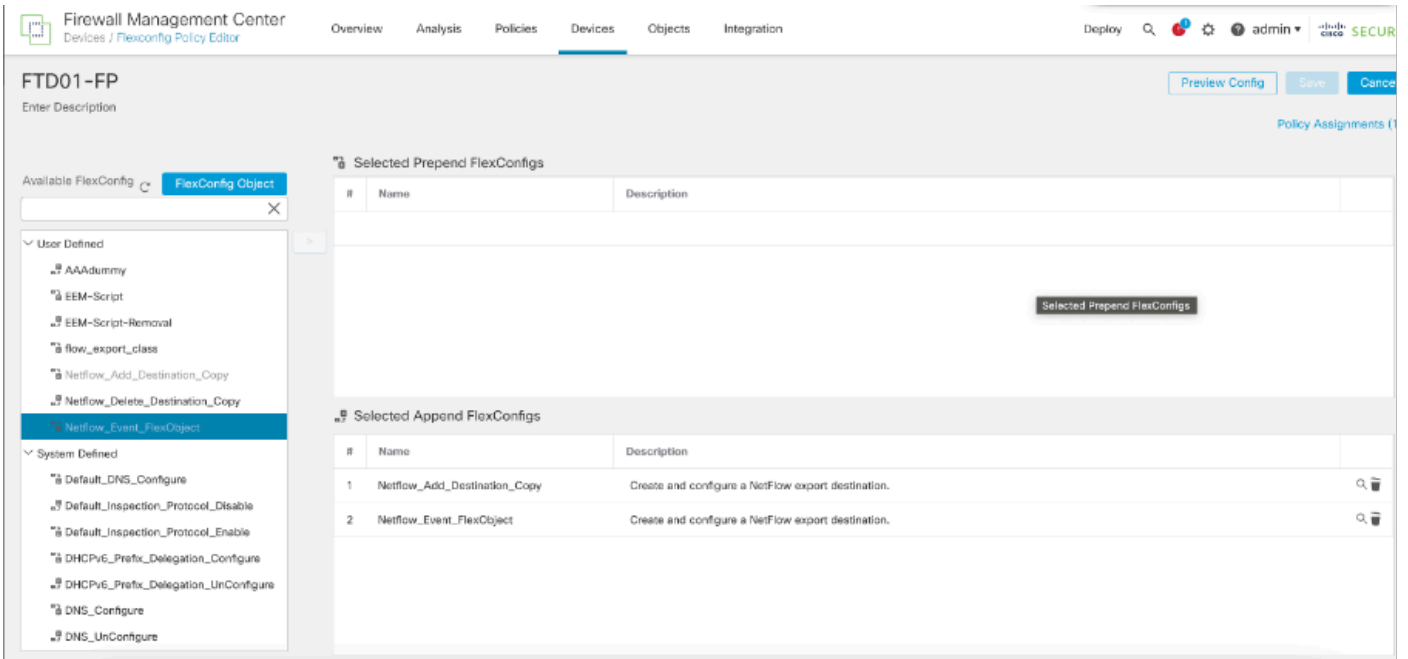 Firewall Management Center
Devices / Flexconfig Policy Editor
Overview Analysis Policies Devices Objects Integration Deploy admin cisco SECUR
FTD01-FP
Preview Config Save Cance
Enter Description
Policy Assignments (1
Selected Prepend FlexConfigs
Available FlexConfig FlexConfig Object
# Name Description
User Defined
AAAdummy
EEM-Script
Selected Prepend FlexConfigs
EEM-Script-Removal
flow_export_class
Netflow_Add_Destination_Copy
Netflow_Delete_Destination_Copy
Netflow_Event_FlexObject
Selected Append FlexConfigs
System Defined
# Name Description
Default_DNS_Configure
1 Netflow_Add_Destination_Copy Create and configure a NetFlow export destination.
Default_Inspection_Protocol_Disable
2 Netflow_Event_FlexObject Create and configure a NetFlow export destination.
Default_Inspection_Protocol_Enable
DHCPv6_Prefix_Delegation_Configure
DHCPv6_Prefix_Delegation_UnConfigure
DNS_Configure
DNS_UnConfigure